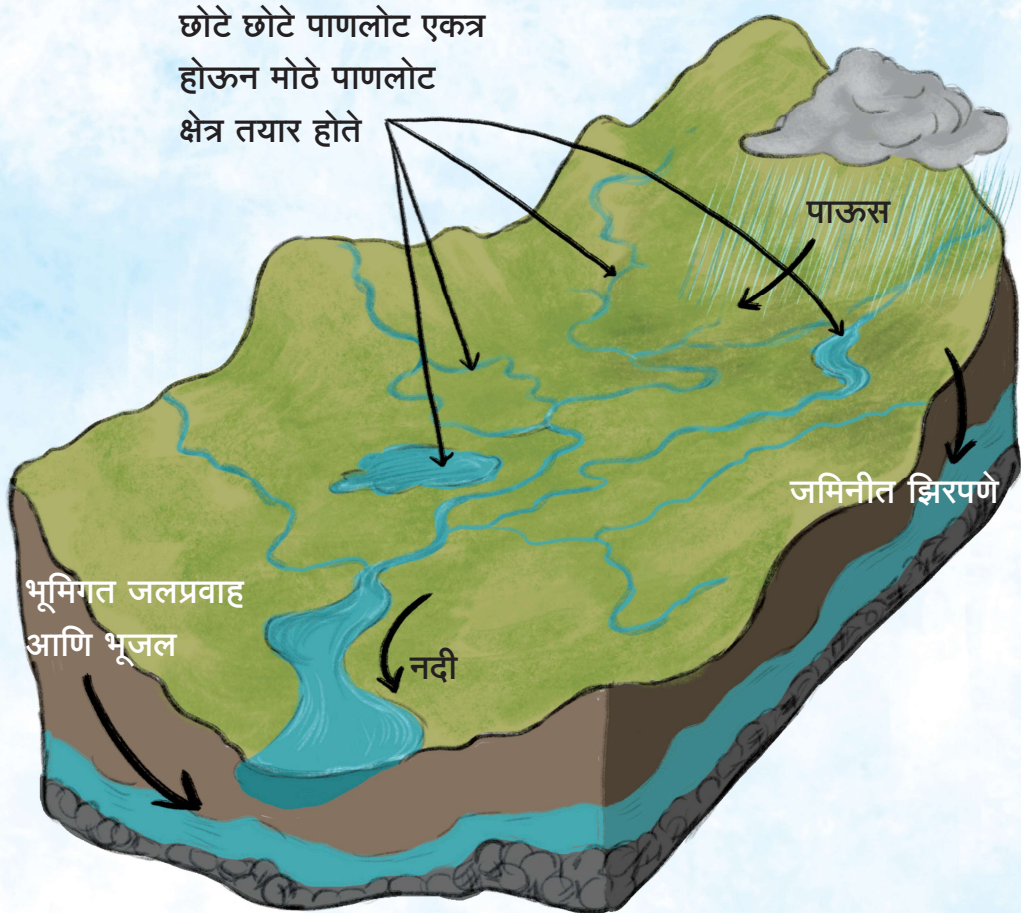 छोटे छोटे पाणलोट एकत्र
होऊन मोठे पाणलोट
क्षेत्र तयार होते
पाऊस
जमिनीत झिरपणे
भूमिगत जलप्रवाह
आणि भूजल
नदी